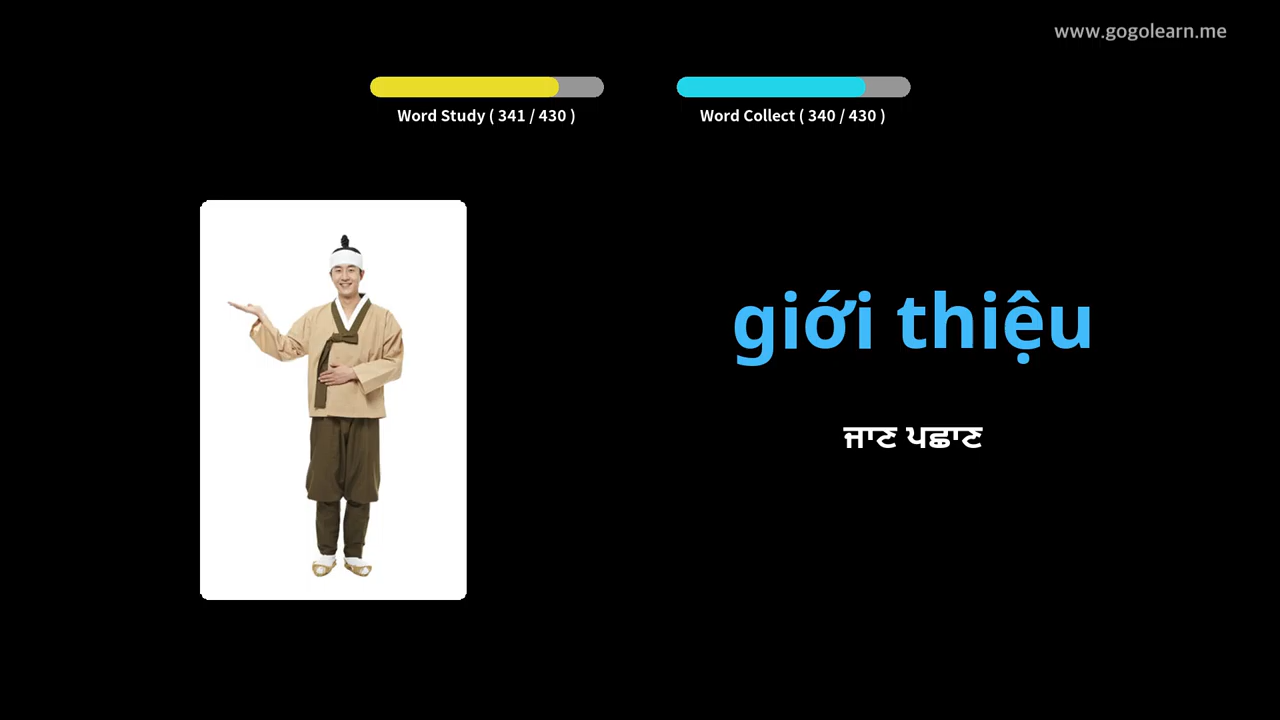 www.gogolearn.me
Word Study ( 341 / 430 )
Word Collect ( 340 / 430 )
giới thiệu
ਜਾਣ ਪਛਾਣ